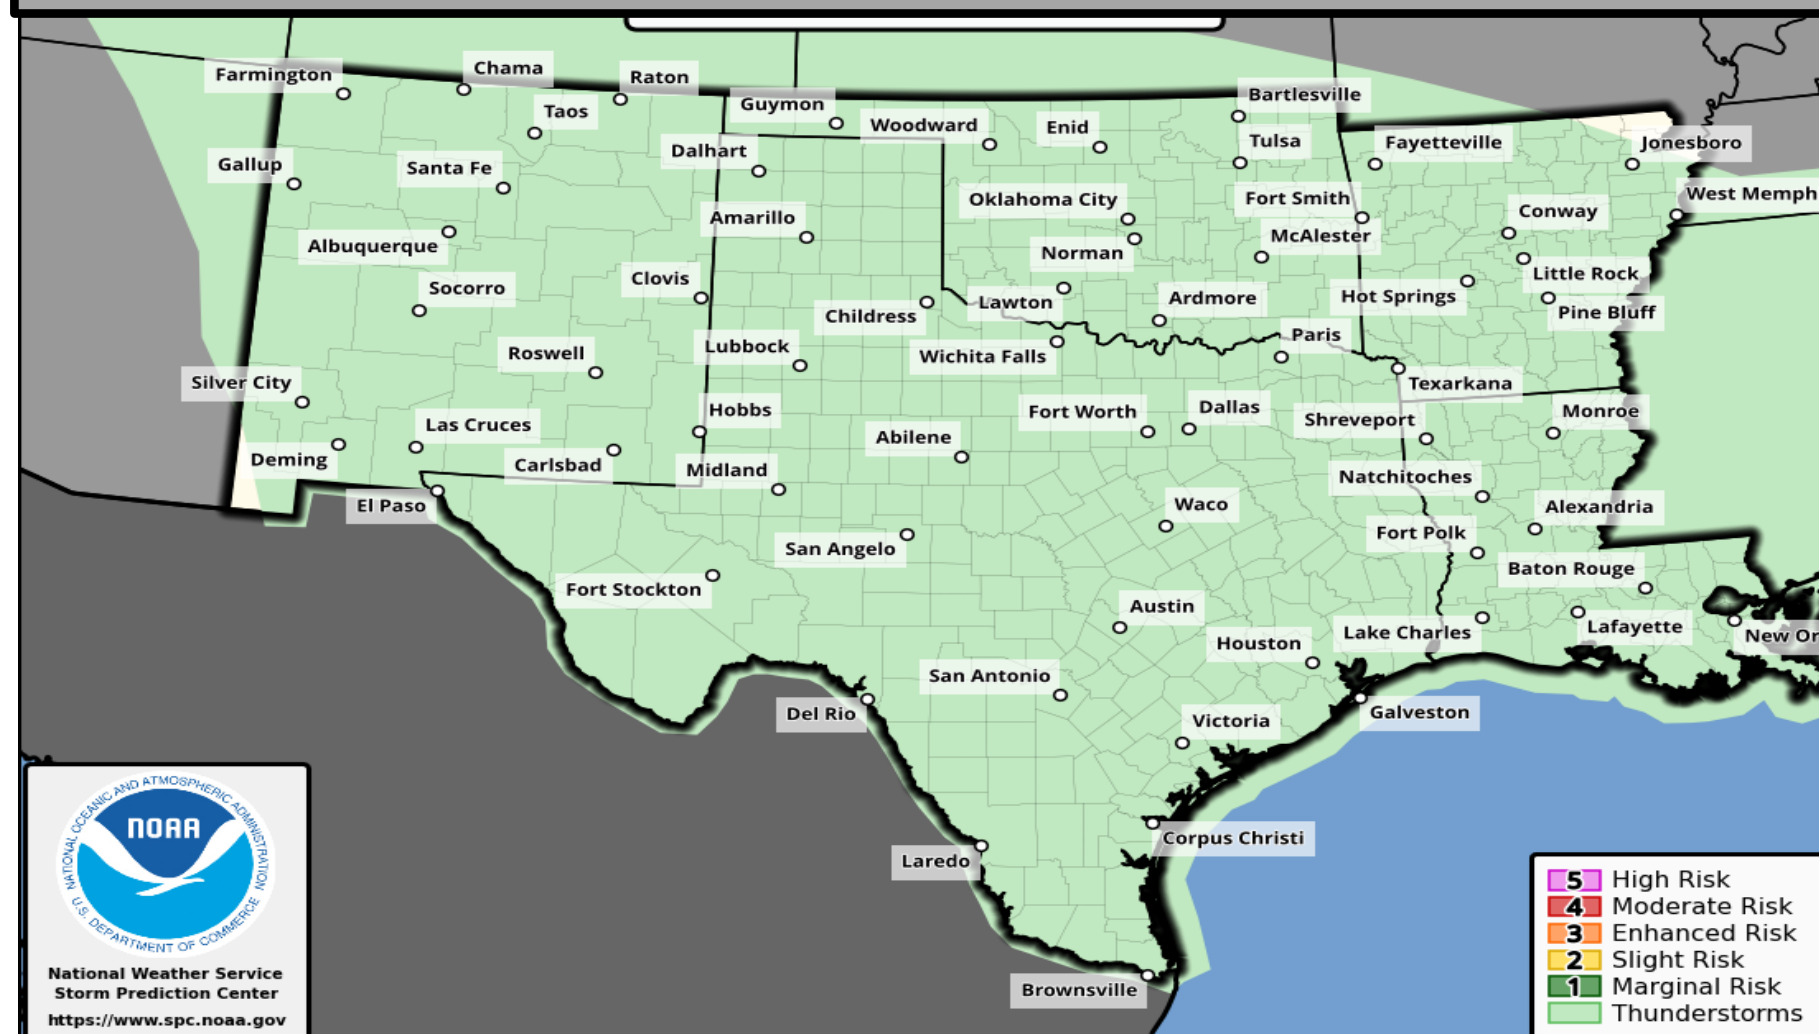 Farmington
Chama
Raton
Taos
Guymon
Woodward
Enid
Bartlesville
Tulsa
Fayetteville
Jonesboro
Gallup
Santa Fe
Dalhart
West Memph
Oklahoma City
Fort Smith
Conway
Amarillo
Albuquerque
Norman
McAlester
Little Rock
Clovis
Socorro
Lawton
Ardmore
Hot Springs
Pine Bluff
Childress
Paris
Roswell
Lubbock
Wichita Falls
Silver City
Texarkana
Hobbs
Fort Worth
Dallas
Shreveport
Monroe
Las Cruces
Abilene
Deming
Carlsbad
Midland
Natchitoches
El Paso
Waco
Alexandria
San Angelo
Fort Polk
Baton Rouge
Fort Stockton
Austin
Lake Charles
Lafayette
New Or
Houston
San Antonio
Del Rio
Victoria
Galveston
Corpus Christi
Laredo
Brownsville
NATIONAL OCEANIC AND ATMOSPHERIC ADMINISTRATION
NOAA
U.S. DEPARTMENT OF COMMERCE
National Weather Service
Storm Prediction Center
https://www.spc.noaa.gov
5 High Risk
4 Moderate Risk
3 Enhanced Risk
2 Slight Risk
1 Marginal Risk
Thunderstorms